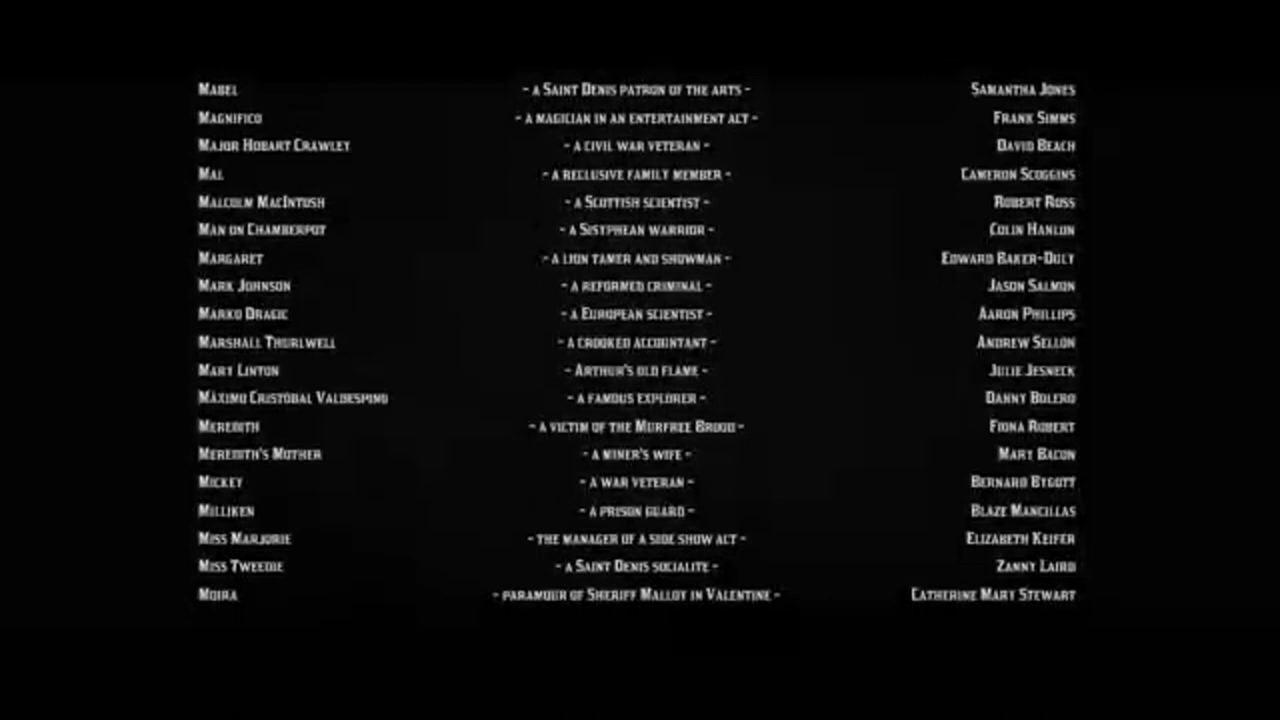 Mabel - a Saint Denis patron of the arts - Samantha Jones
Magnifico - a magician in an entertainment act - Frank Simms
Major Hobart Crawley - a civil war veteran - David Beach
Mal - a reclusive family member - Cameron Scoggins
Malcolm MacIntosh - a Scottish scientist - Robert Ross
Man on Chamberpot - a Sisyphean warrior - Colin Hanlon
Margaret - a lion tamer and showman - Edward Baker-Duly
Mark Johnson - a reformed criminal - Jason Salmon
Marko Dragic - a European scientist - Aaron Phillips
Marshall Thurlwell - a crooked accountant - Andrew Sellon
Mary Linton - Arthur's old flame - Julie Jesneck
Máximo Cristóbal Valdespino - a famous explorer - Danny Bolero
Meredith - a victim of the Murfree Brood - Fiona Robert
Meredith's Mother - a miner's wife - Mary Bacon
Mickey - a war veteran - Bernard Bygott
Milliken - a prison guard - Blaze Mancillas
Miss Marjorie - the manager of a side show act - Elizabeth Keifer
Miss Tweedie - a Saint Denis socialite - Zanny Laird
Moira - paramour of Sheriff Malloy in Valentine - Catherine Mary Stewart